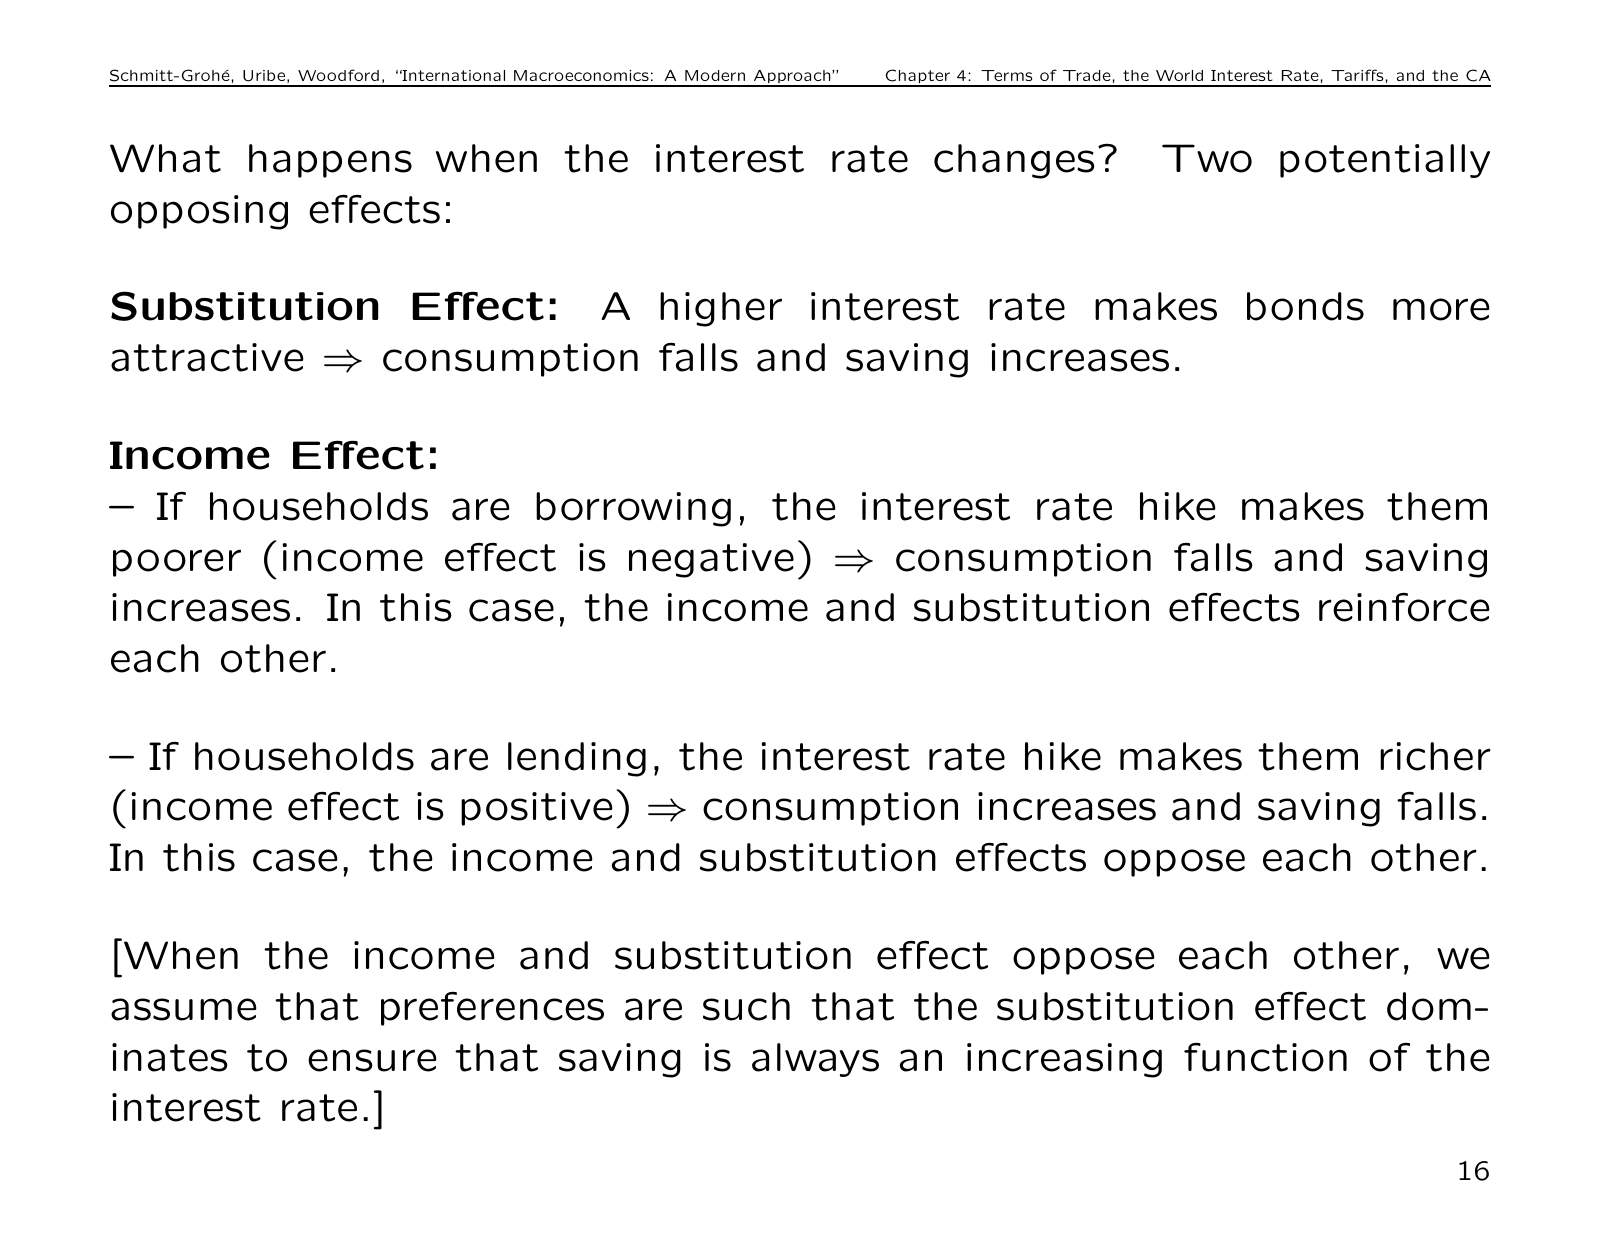 Schmitt-Grohé, Uribe, Woodford, “International Macroeconomics: A Modern Approach” Chapter 4: Terms of Trade, the World Interest Rate, Tariffs, and the CA
What happens when the interest rate changes? Two potentially
opposing effects:
Substitution Effect: A higher interest rate makes bonds more
attractive ⇒ consumption falls and saving increases.
Income Effect:
– If households are borrowing, the interest rate hike makes them
poorer (income effect is negative) ⇒ consumption falls and saving
increases. In this case, the income and substitution effects reinforce
each other.
– If households are lending, the interest rate hike makes them richer
(income effect is positive) ⇒ consumption increases and saving falls.
In this case, the income and substitution effects oppose each other.
[When the income and substitution effect oppose each other, we
assume that preferences are such that the substitution effect dom-
inates to ensure that saving is always an increasing function of the
interest rate.]
16